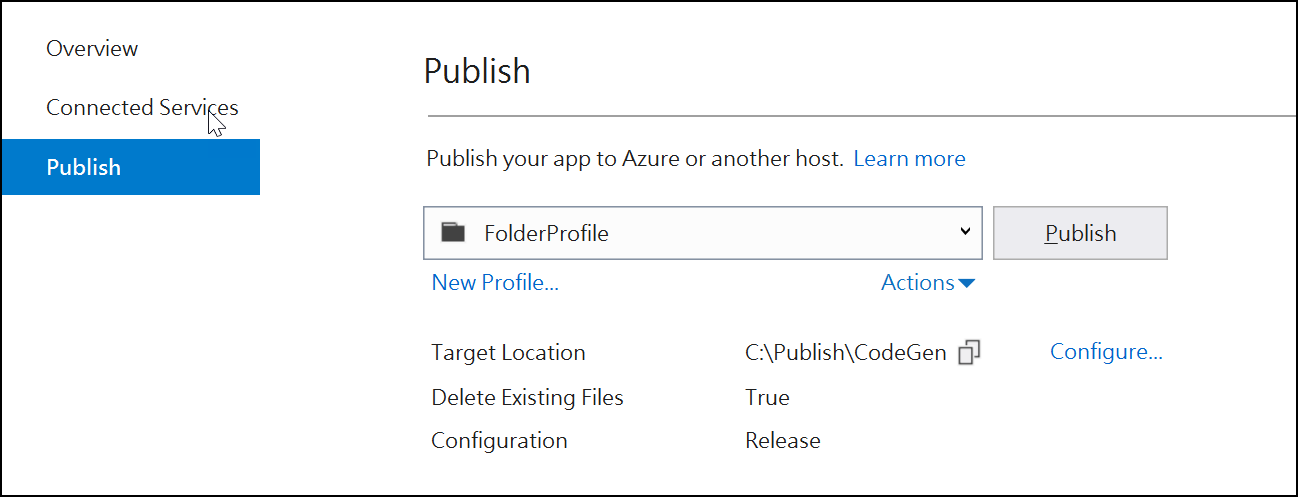 Overview
Connected Services
Publish
Publish
Publish your app to Azure or another host. Learn more
FolderProfile
Publish
New Profile...
Actions
Target Location C:\Publish\CodeGen Configure...
Delete Existing Files True
Configuration Release